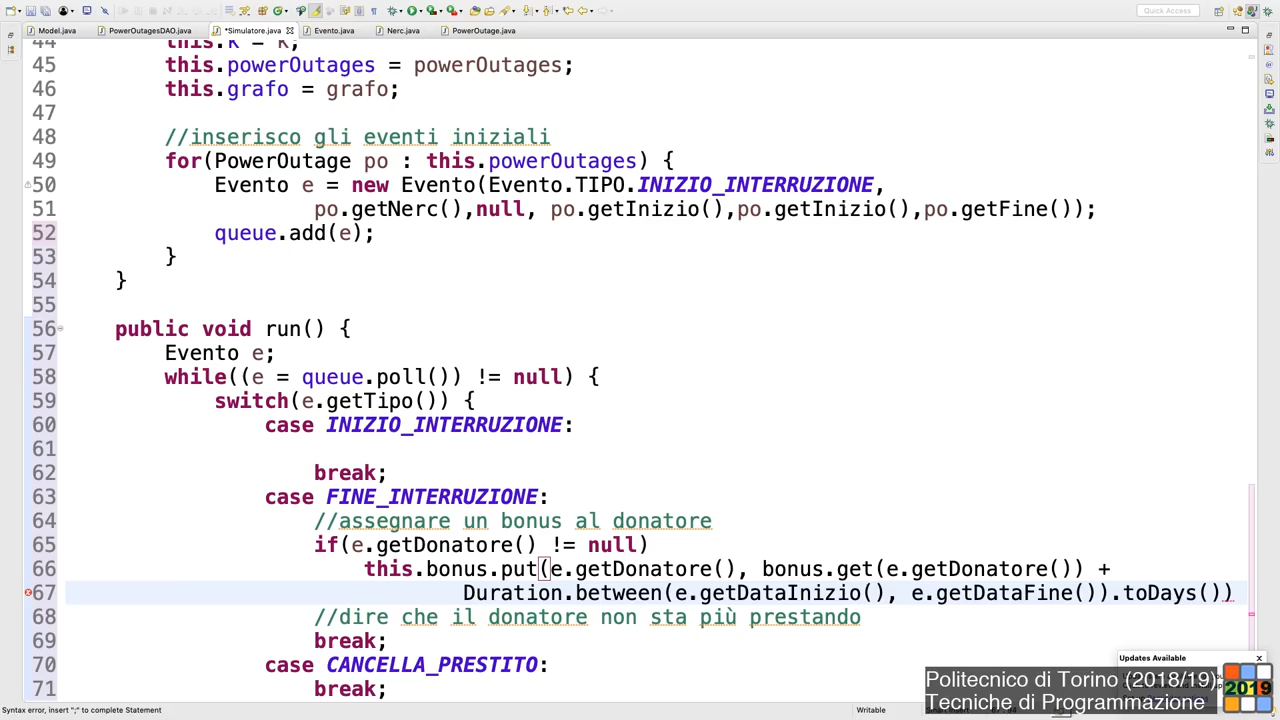 Quick Access
Model.java
PowerOutagesDAO.java
*Simulatore.java
Evento.java
Nerc.java
PowerOutage.java
44 this.K = K;
45 this.powerOutages = powerOutages;
46 this.grafo = grafo;
47
48 //inserisco gli eventi iniziali
49 for(PowerOutage po : this.powerOutages) {
50 Evento e = new Evento(Evento.TIPO.INIZIO_INTERRUZIONE,
51 po.getNerc(),null, po.getInizio(),po.getInizio(),po.getFine());
52 queue.add(e);
53 }
54 }
55
56 public void run() {
57 Evento e;
58 while((e = queue.poll()) != null) {
59 switch(e.getTipo()) {
60 case INIZIO_INTERRUZIONE:
61
62 break;
63 case FINE_INTERRUZIONE:
64 //assegnare un bonus al donatore
65 if(e.getDonatore() != null)
66 this.bonus.put(e.getDonatore(), bonus.get(e.getDonatore()) +
67 Duration.between(e.getDataInizio(), e.getDataFine()).toDays())
68 //dire che il donatore non sta più prestando
69 break;
70 case CANCELLA_PRESTITO:
71 break;
Updates Available
Politecnico di Torino (2018/19)
Tecniche di Programmazione
2019
Syntax error, insert ";" to complete Statement
Writable